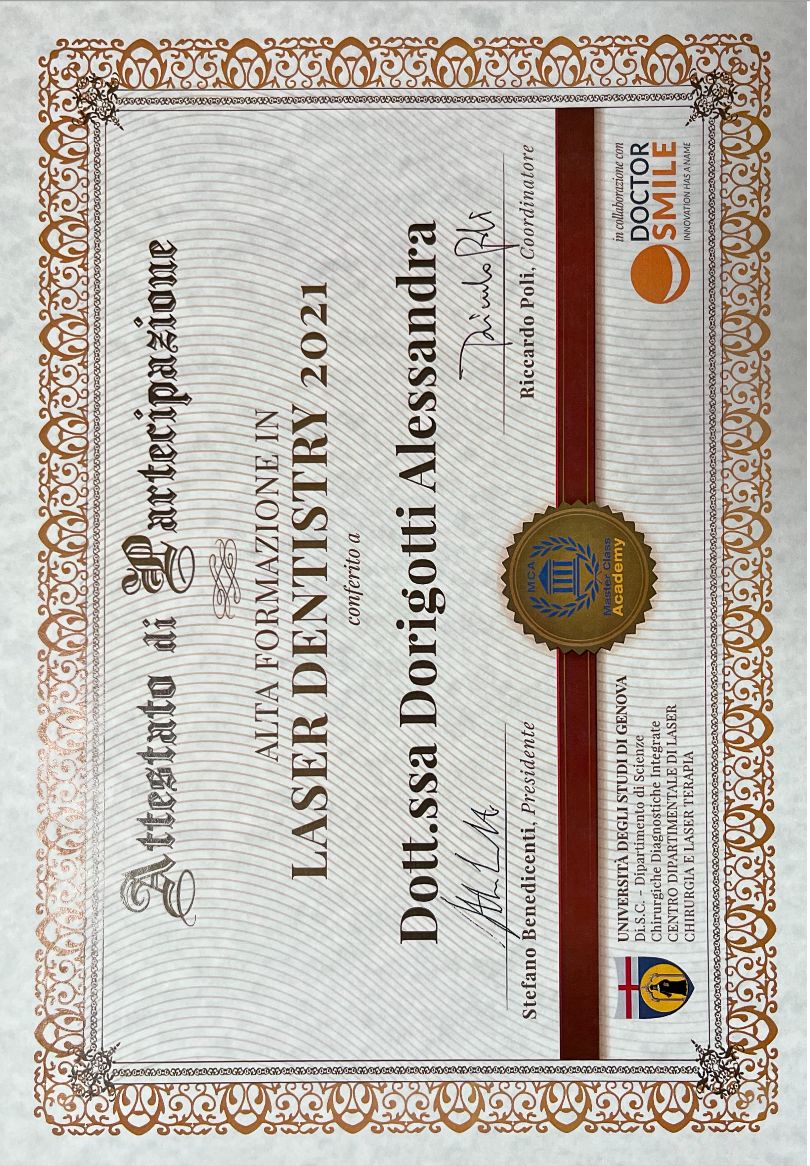 Attestato di Partecipazione
ALTA FORMAZIONE IN
LASER DENTISTRY 2021
conferito a
Dott.ssa Dorigotti Alessandra
Stefano Benedicenti, Presidente
Riccardo Poli, Coordinatore
MCA
Master Class
Academy
UNIVERSITÀ DEGLI STUDI DI GENOVA
Di.S.C. - Dipartimento di Scienze
Chirurgiche Diagnostiche Integrate
CENTRO DIPARTIMENTALE DI LASER
CHIRURGIA E LASER TERAPIA
in collaborazione con
DOCTOR
SMILE
INNOVATION HAS A NAME